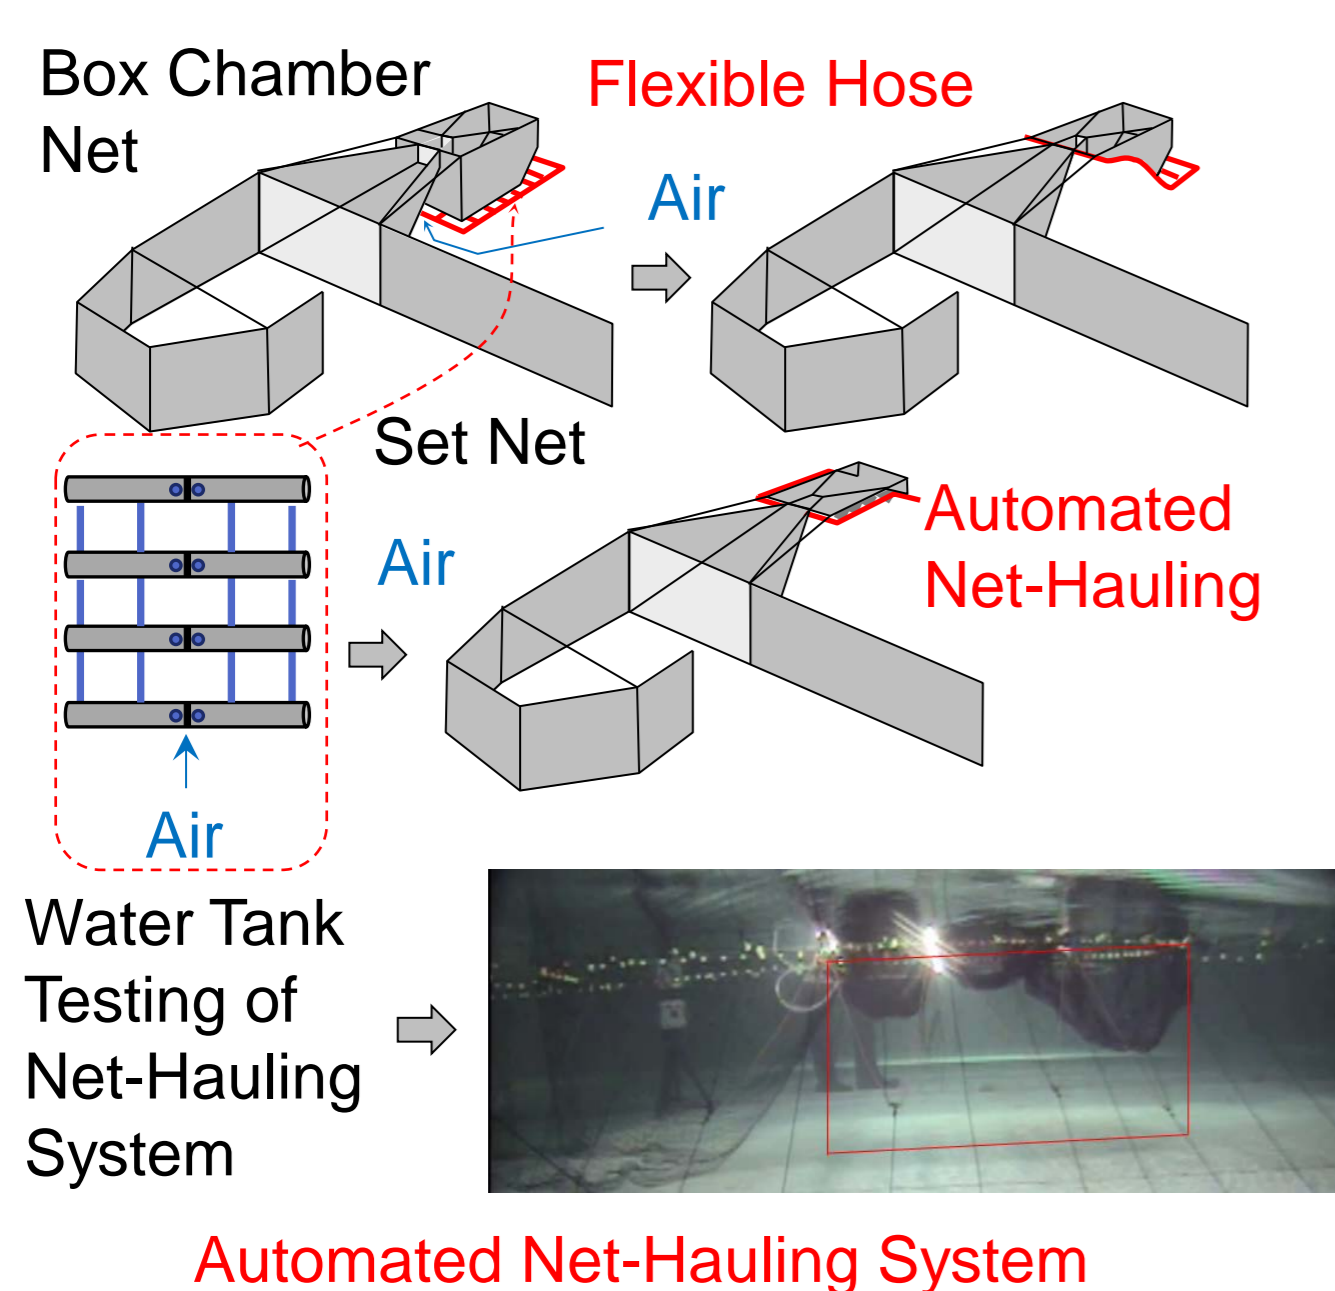 Box Chamber
Net
Flexible Hose
Air
Set Net
Air
Automated
Net-Hauling
Air
Water Tank
Testing of
Net-Hauling
System
Automated Net-Hauling System